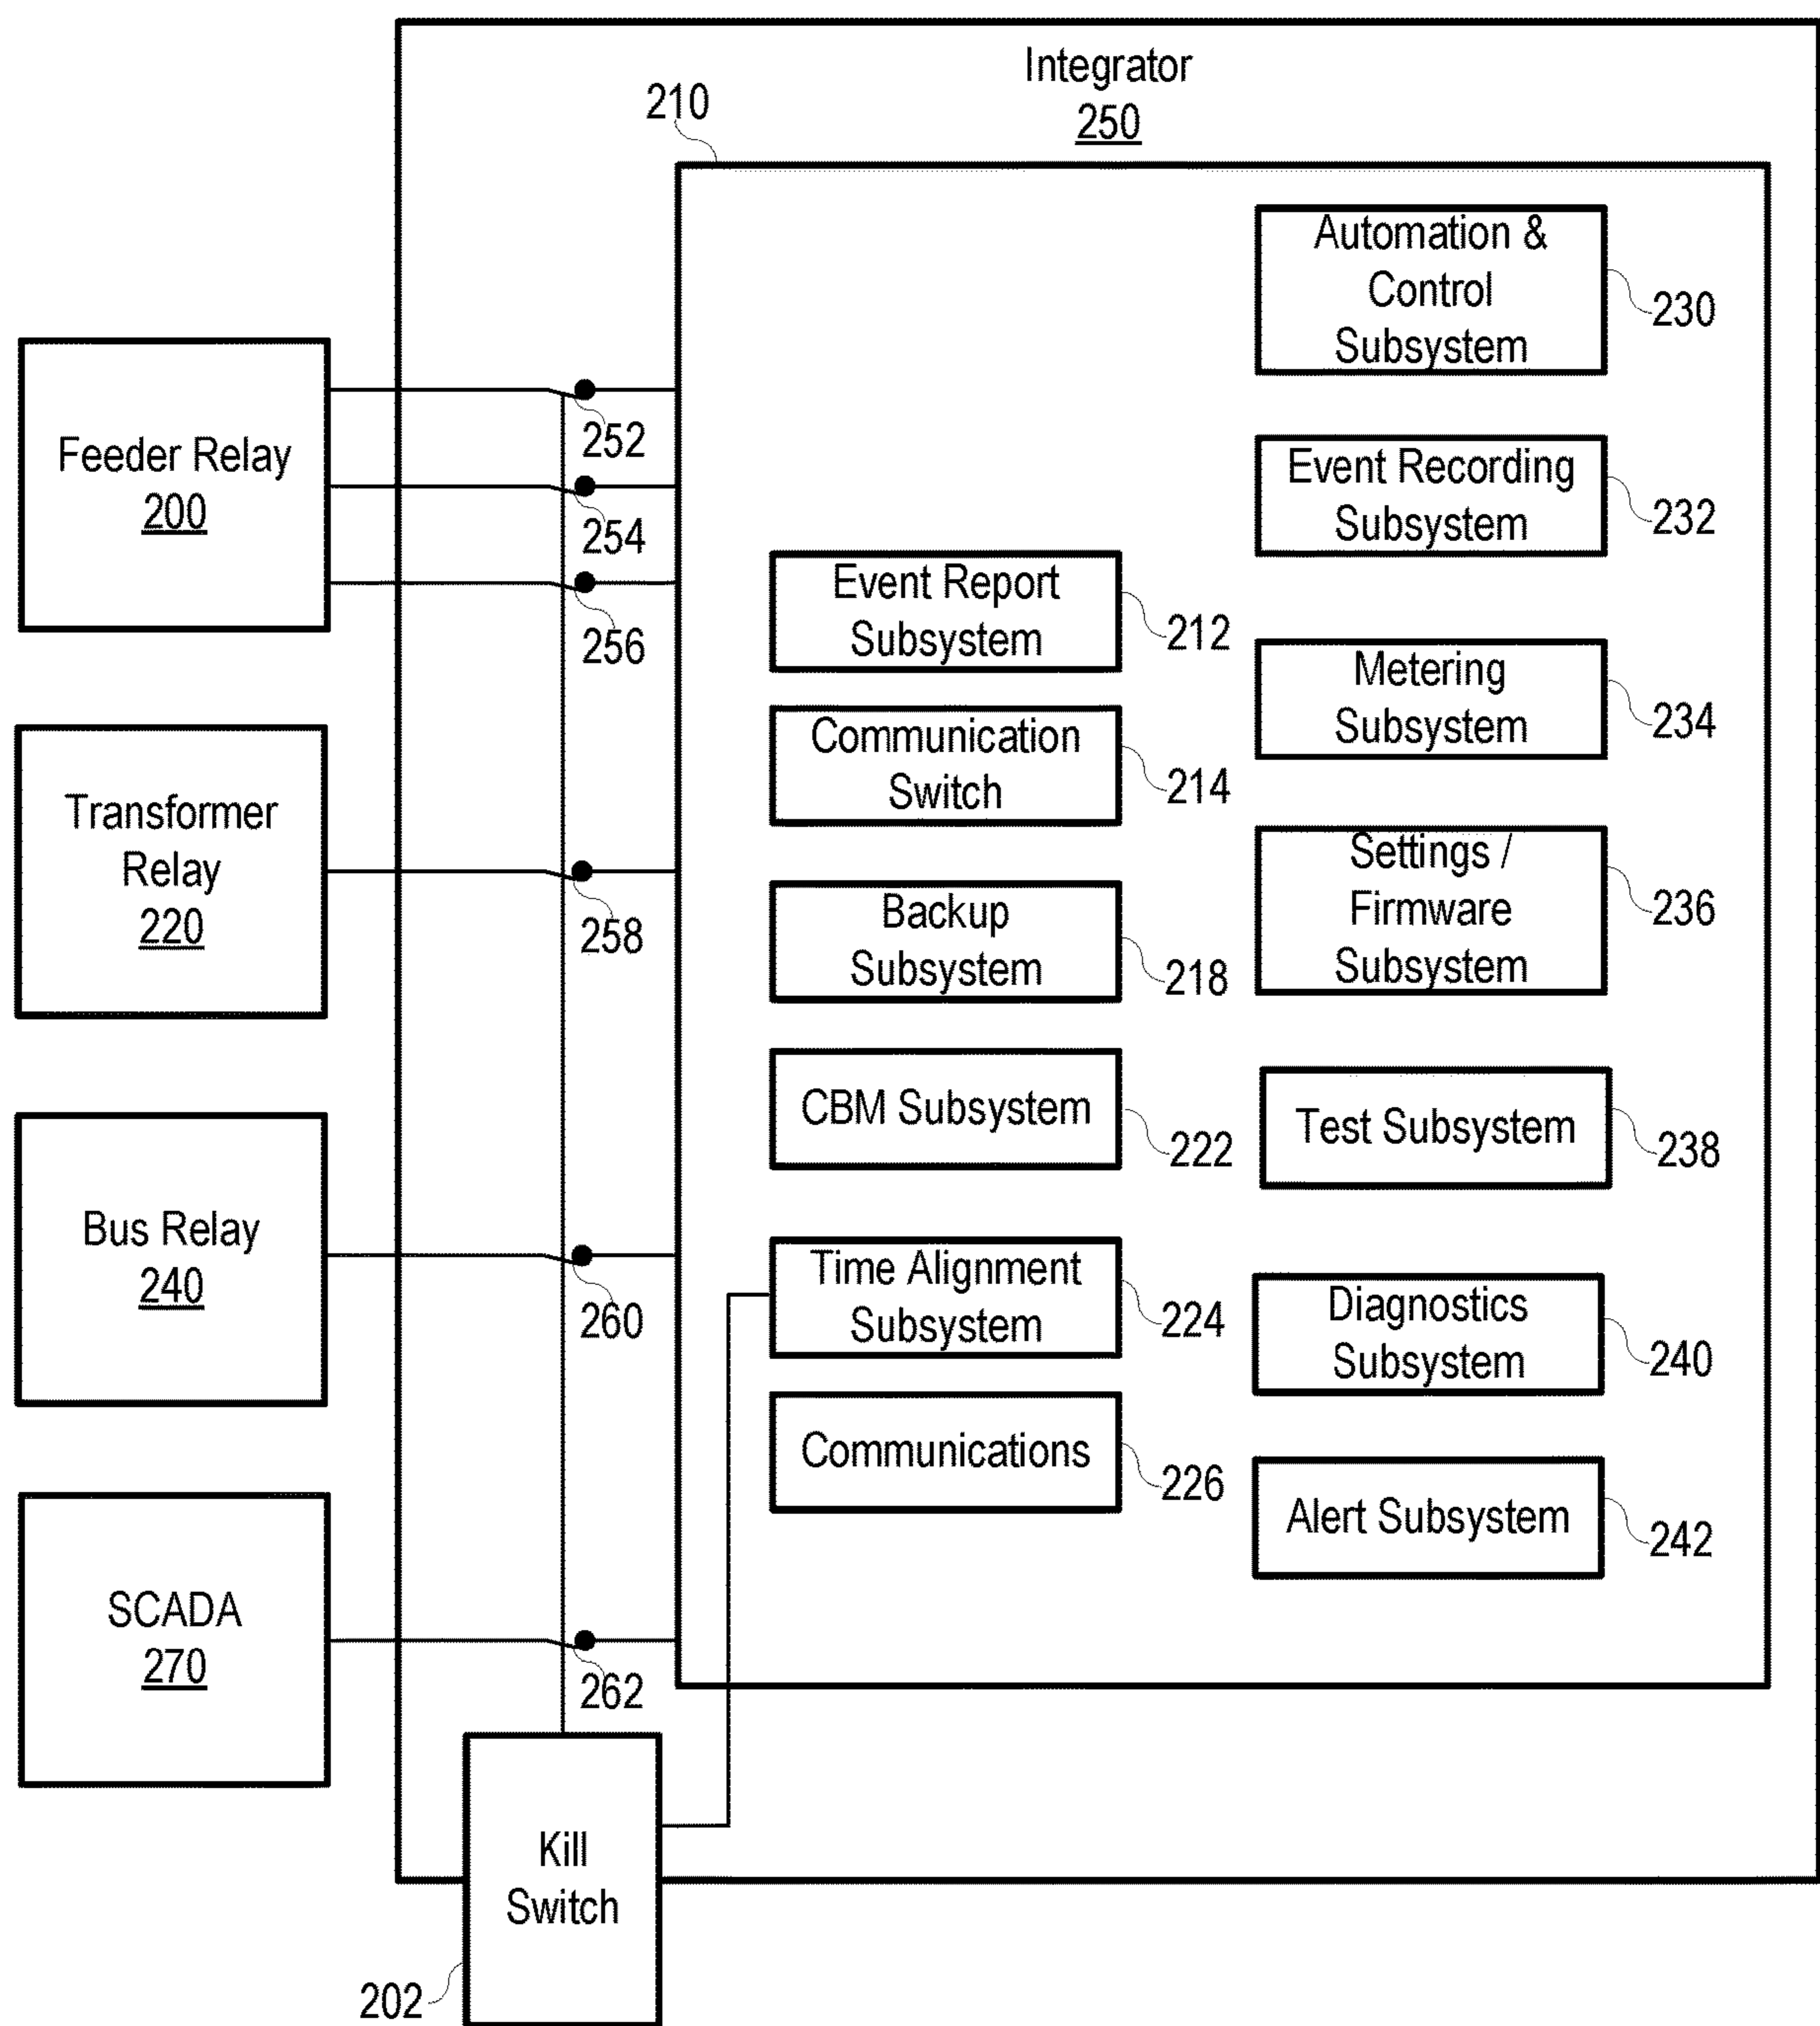 Integrator
250
210
Feeder Relay
200
252
254
256
Transformer
Relay
220
258
Bus Relay
240
260
SCADA
270
262
Kill
Switch
202
Event Report
Subsystem
212
Communication
Switch
214
Backup
Subsystem
218
CBM Subsystem
222
Time Alignment
Subsystem
224
Communications
226
Automation &
Control
Subsystem
230
Event Recording
Subsystem
232
Metering
Subsystem
234
Settings /
Firmware
Subsystem
236
Test Subsystem
238
Diagnostics
Subsystem
240
Alert Subsystem
242